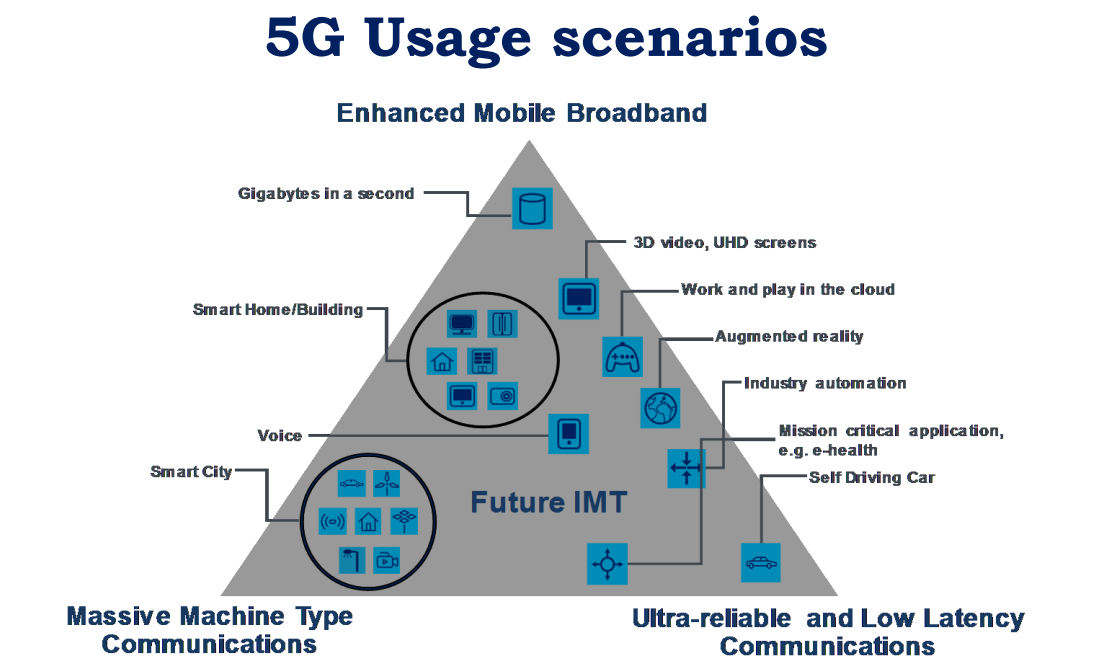 5G Usage scenarios
Enhanced Mobile Broadband
Gigabytes in a second
3D video, UHD screens
Work and play in the cloud
Smart Home/Building
Augmented reality
Industry automation
Voice
Mission critical application,
e.g. e-health
Smart City
Self Driving Car
Future IMT
Massive Machine Type
Communications
Ultra-reliable and Low Latency
Communications